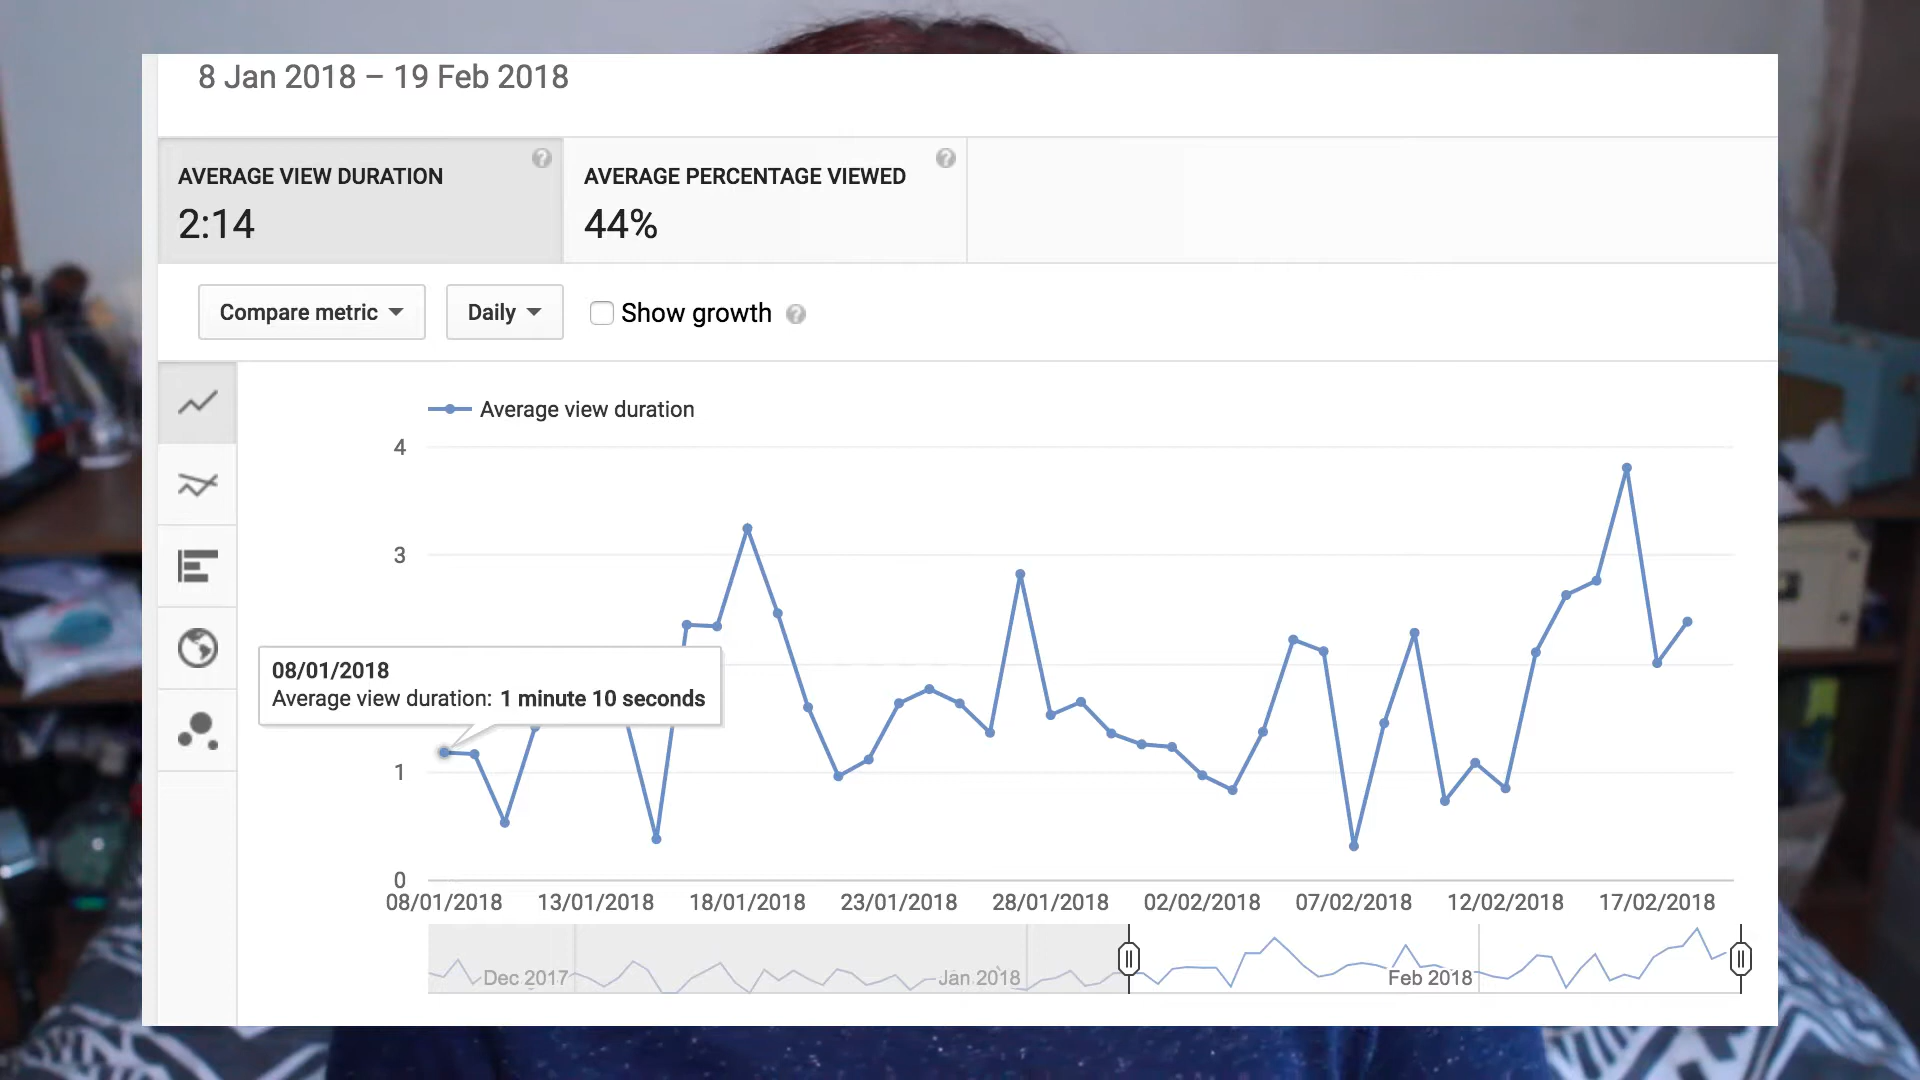 8 Jan 2018 – 19 Feb 2018
AVERAGE VIEW DURATION
?
2:14
AVERAGE PERCENTAGE VIEWED
?
44%
Compare metric
Daily
Show growth
?
Average view duration
4
3
1
0
08/01/2018
Average view duration: 1 minute 10 seconds
08/01/2018 13/01/2018 18/01/2018 23/01/2018 28/01/2018 02/02/2018 07/02/2018 12/02/2018 17/02/2018
Dec 2017 Jan 2018 Feb 2018